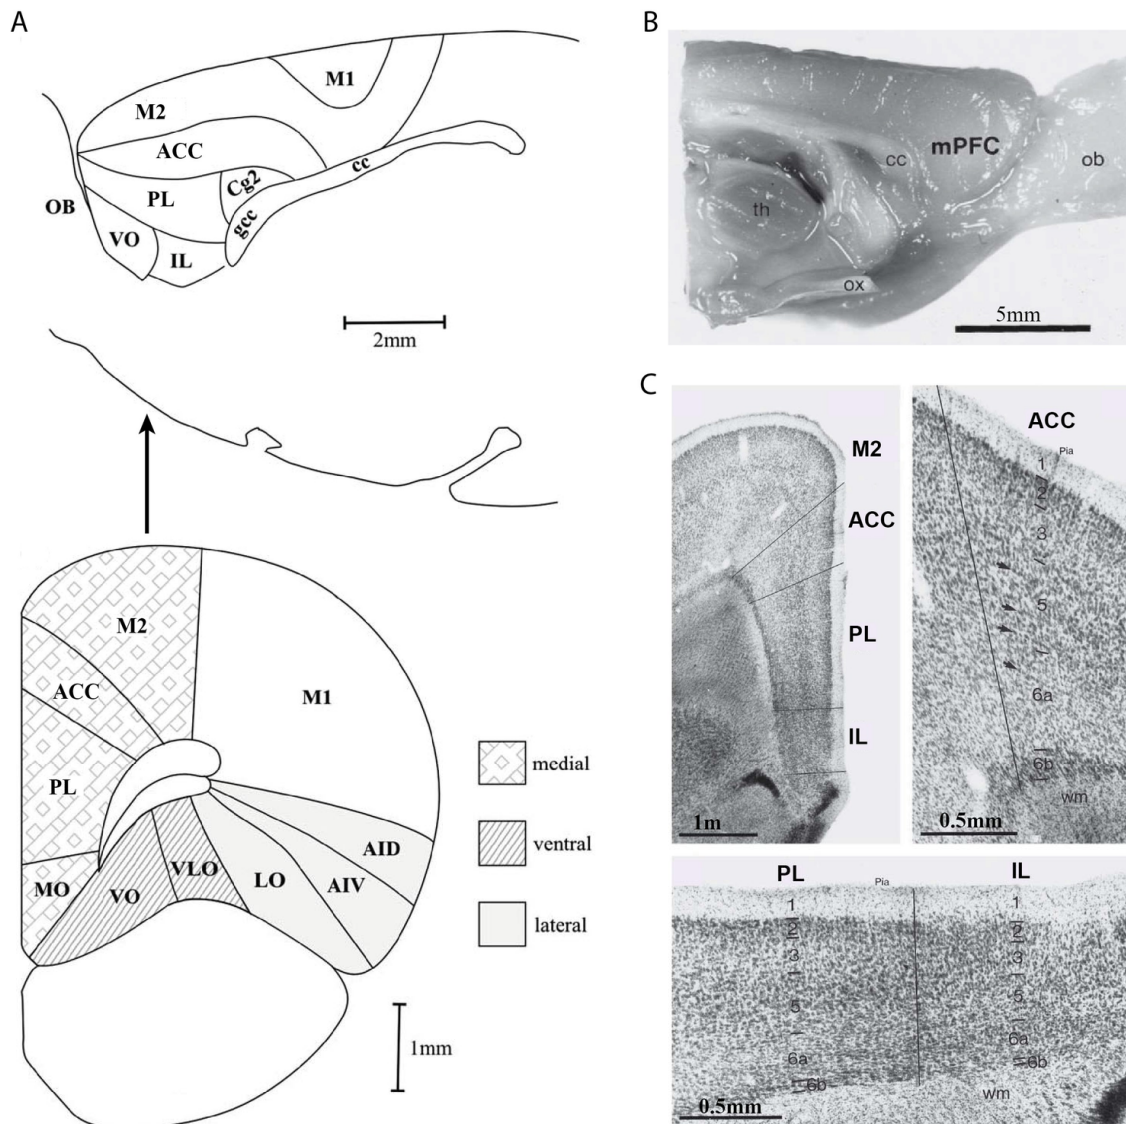 A
M1
M2
ACC
cc
Cg2
PL
OB
gcc
VO
IL
2mm
M2
ACC
M1
PL
medial
ventral
AID
VLO
LO
AIV
MO
VO
lateral
1mm
B
mPFC
cc
ob
th
ox
5mm
C
M2
ACC
PL
IL
1m
ACC
Pia
1
2
3
5
6a
6b
wm
0.5mm
PL
Pia
IL
1
1
2
2
3
3
5
5
6a
6a
6b
6b
wm
0.5mm